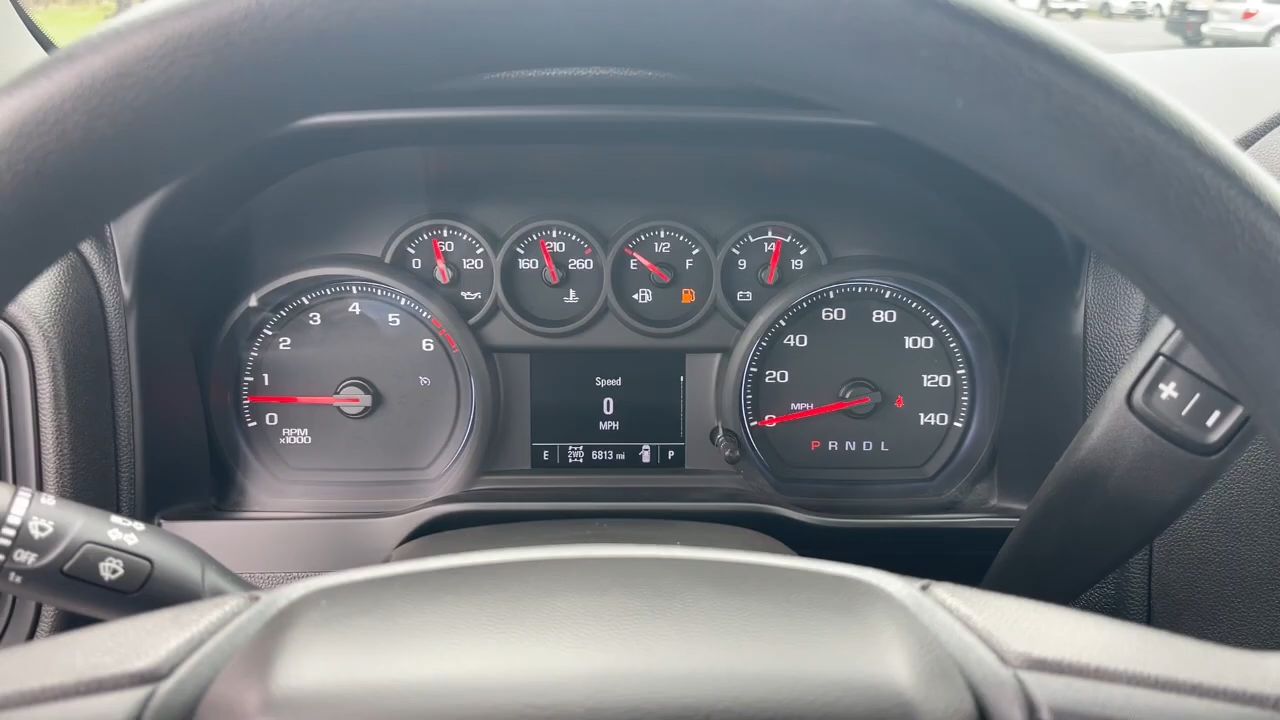 0 60 120
160 210 260
E 1/2 F
9 14 19
0 1 2 3 4 5 6
RPM
x1000
Speed
0
MPH
E 2WD 6813 mi P
0 20 40 60 80 100 120 140
MPH
P R N D L
OFF
1x
+ -